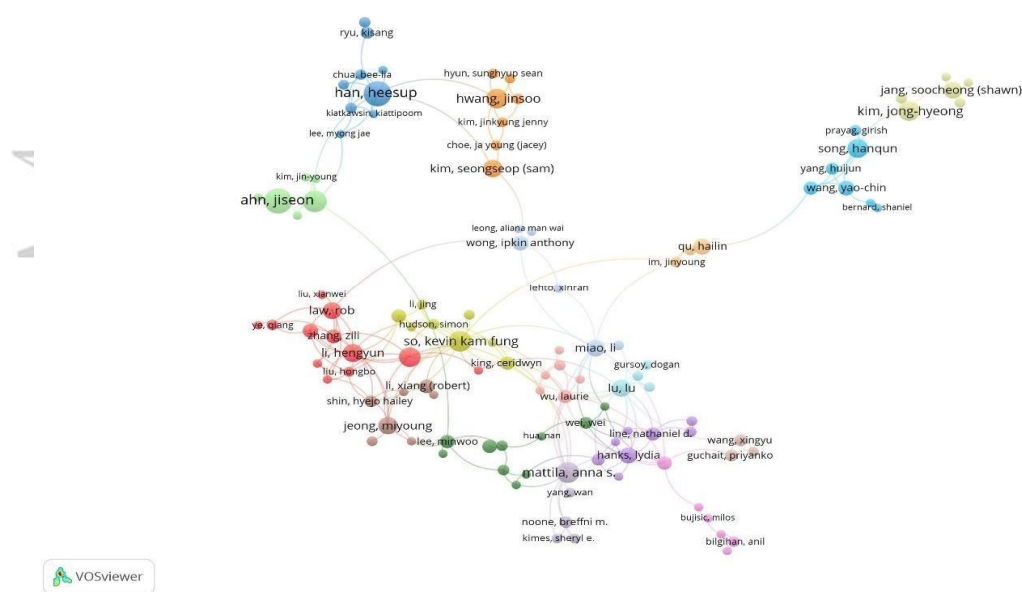 ryu, kisang
chua, bee-lia
han, heesup
kiatkawsin, kiattipoom
lee, myong jae
kim, jin-young
ahn, jiseon
hyun, sunghyup sean
hwang, jinsoo
kim, jinkyung jenny
choe, ja young (jacey)
kim, seongseop (sam)
jang, soocheong (shawn)
kim, jong-hyeong
prayag, girish
song, hanqun
yang, huijun
wang, yao-chin
bernard, shaniel
leong, aliana man wai
wong, ipkin anthony
qu, hailin
im, jinyoung
lehto, xinran
liu, xianwei
law, rob
ye, qiang
zhang, zili
li, hengyun
liu, hongbo
li, jing
hudson, simon
so, kevin kam fung
king, ceridwyn
miao, li
gursoy, dogan
lu, lu
wu, laurie
li, xiang (robert)
shin, hyejo hailey
jeong, miyoung
lee, minwoo
wei, wei
hua, nan
line, nathaniel d.
hanks, lydia
wang, xingyu
guchait, priyanko
mattila, anna s.
yang, wan
noone, breffni m.
kimes, sheryl e.
bujisic, milos
bilgihan, anil
VOSviewer